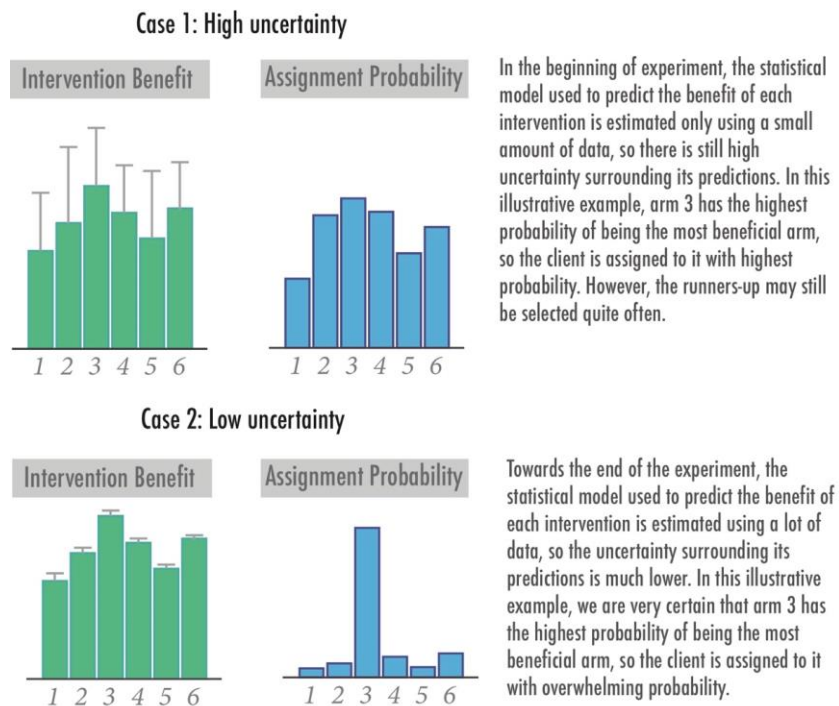 Case 1: High uncertainty
Intervention Benefit
Assignment Probability
1 2 3 4 5 6
1 2 3 4 5 6
In the beginning of experiment, the statistical
model used to predict the benefit of each
intervention is estimated only using a small
amount of data, so there is still high
uncertainty surrounding its predictions. In this
illustrative example, arm 3 has the highest
probability of being the most beneficial arm,
so the client is assigned to it with highest
probability. However, the runners-up may still
be selected quite often.
Case 2: Low uncertainty
Intervention Benefit
Assignment Probability
1 2 3 4 5 6
1 2 3 4 5 6
Towards the end of the experiment, the
statistical model used to predict the benefit of
each intervention is estimated using a lot of
data, so the uncertainty surrounding its
predictions is much lower. In this illustrative
example, we are very certain that arm 3 has
the highest probability of being the most
beneficial arm, so the client is assigned to it
with overwhelming probability.